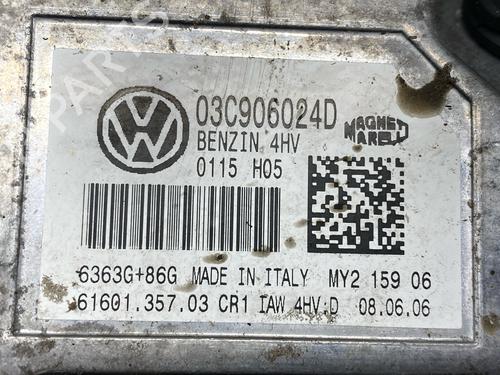 03C906024D
BENZIN 4HV
0115 H05
MAGNETI MARELLI
6363G+86G MADE IN ITALY MY2 159 06
61601.357.03 CR1 IAW 4HV.D 08.06.06